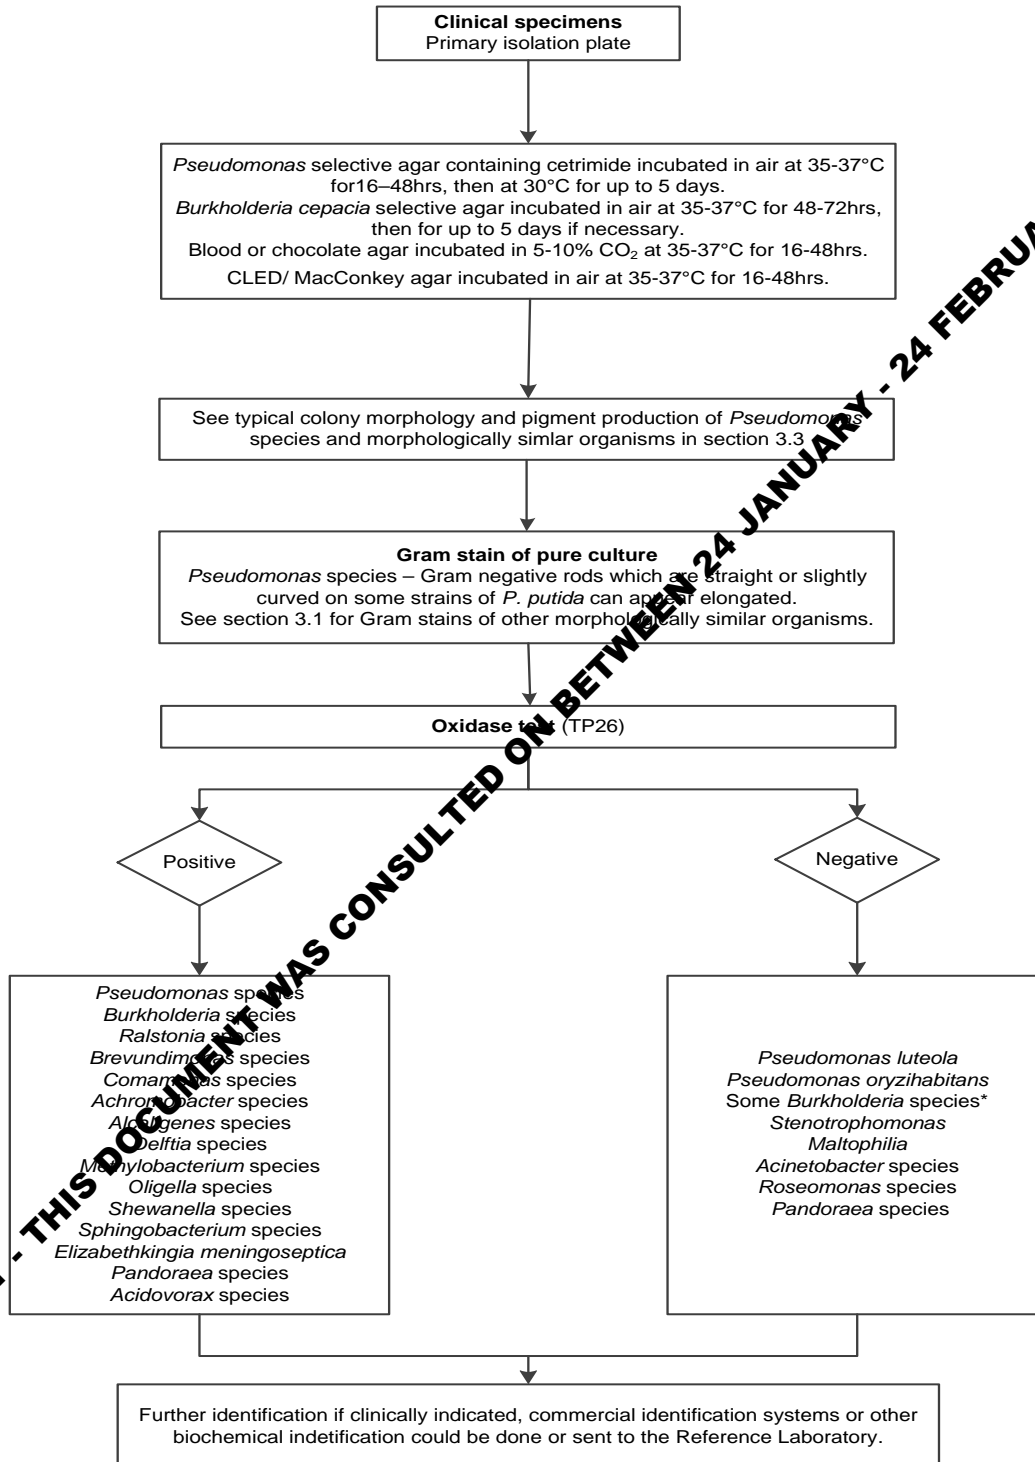 Clinical specimens
Primary isolation plate
Pseudomonas selective agar containing cetrimide incubated in air at 35-37°C
for16–48hrs, then at 30°C for up to 5 days.
Burkholderia cepacia selective agar incubated in air at 35-37°C for 48-72hrs,
then for up to 5 days if necessary.
Blood or chocolate agar incubated in 5-10% CO₂ at 35-37°C for 16-48hrs.
CLED/ MacConkey agar incubated in air at 35-37°C for 16-48hrs.
See typical colony morphology and pigment production of Pseudomonas
species and morphologically simlar organisms in section 3.3
Gram stain of pure culture
Pseudomonas species – Gram negative rods which are straight or slightly
curved on some strains of P. putida can appear elongated.
See section 3.1 for Gram stains of other morphologically similar organisms.
Oxidase test (TP26)
Positive
Negative
Pseudomonas species
Burkholderia species
Ralstonia species
Brevundimonas species
Comamonas species
Achromobacter species
Alcaligenes species
Delftia species
Methylobacterium species
Oligella species
Shewanella species
Sphingobacterium species
Elizabethkingia meningoseptica
Pandoraea species
Acidovorax species
Pseudomonas luteola
Pseudomonas oryzihabitans
Some Burkholderia species*
Stenotrophomonas
Maltophilia
Acinetobacter species
Roseomonas species
Pandoraea species
Further identification if clinically indicated, commercial identification systems or other
biochemical indetification could be done or sent to the Reference Laboratory.
- THIS DOCUMENT WAS CONSULTED ON BETWEEN 24 JANUARY - 24